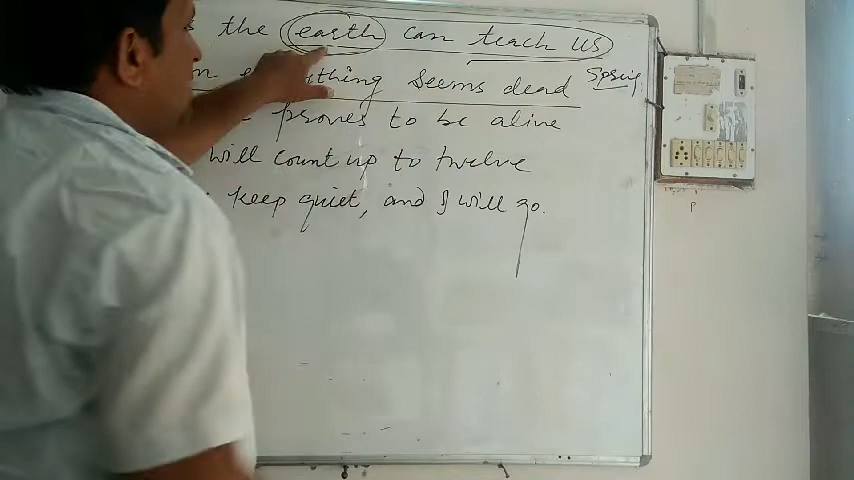 the earth can teach us
seems dead spring
proves to be alive
will count up to twelve
keep quiet, and I will go.